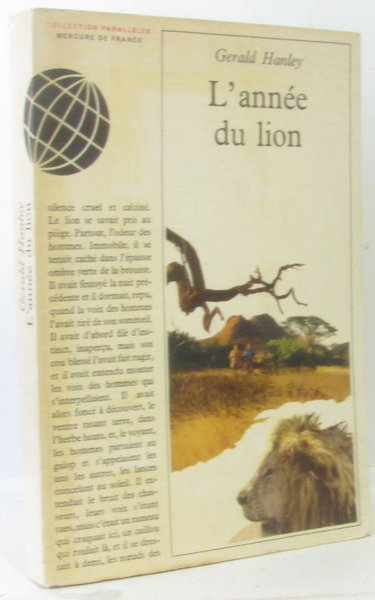 COLLECTION PARALLELES
MERCURE DE FRANCE
Gerald Hanley
L'année
du lion
silence cruel et calciné.
Le lion se savait pris au
piège. Partout, l'odeur des
hommes. Immobile, il se
tenait caché dans l'épaisse
ombre verte de la brousse.
Il avait festoyé la nuit pré-
cédente et il dormait, repu,
quand la voix des hommes
l'avait tiré de son sommeil.
Il avait d'abord filé d'ins-
tinct, inaperçu, mais son
cou blessé l'avait fait rugir,
et il avait entendu monter
les voix des hommes qui
s'interpellaient. Il avait
alors foncé à découvert, le
ventre rasant terre, dans
l'herbe haute, et, le voyant,
les hommes partaient au
galop et s'appelaient les
uns les autres, les lances
étincelant au soleil. Il en-
tendait le bruit des chas-
seurs, leurs voix s'étant
tues, mais c'était un rameau
qui craquait ici, un caillou
qui roulait là, et il se dres-
sait à demi, les nœuds des
Gerald Hanley
L'année du lion